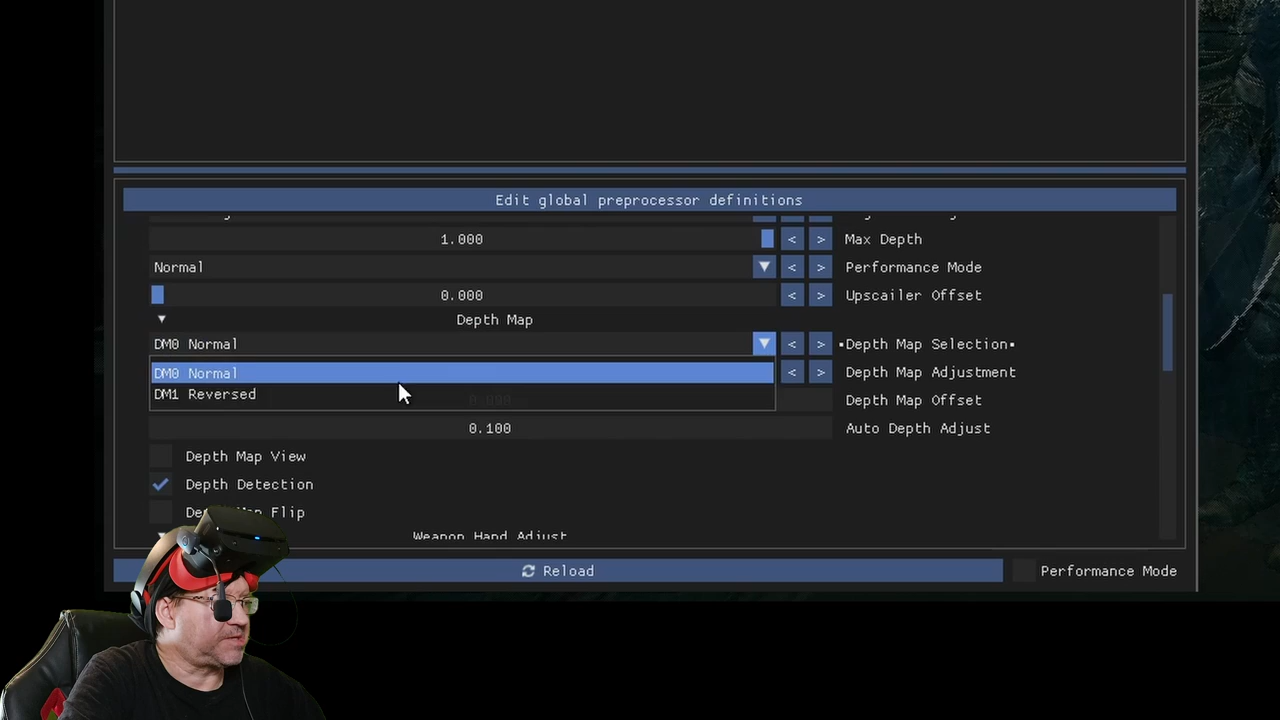 Edit global preprocessor definitions
1.000 < > Max Depth
Normal < > Performance Mode
0.000 < > Upscailer Offset
Depth Map
DM0 Normal < > •Depth Map Selection•
DM0 Normal < > Depth Map Adjustment
DM1 Reversed
Depth Map Offset
0.100 Auto Depth Adjust
Depth Map View
Depth Detection
Flip
Weapon Hand Adjust
Reload
Performance Mode